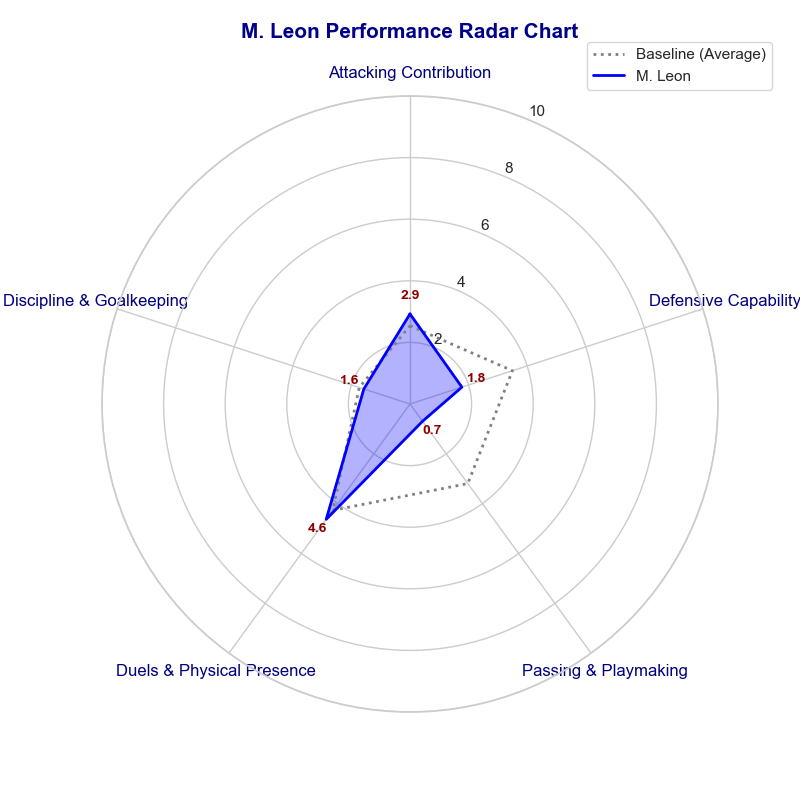 M. Leon Performance Radar Chart
Baseline (Average)
M. Leon
Attacking Contribution
10
8
6
4
2
2.9
Discipline & Goalkeeping
Defensive Capability
1.6
1.8
0.7
4.6
Duels & Physical Presence
Passing & Playmaking